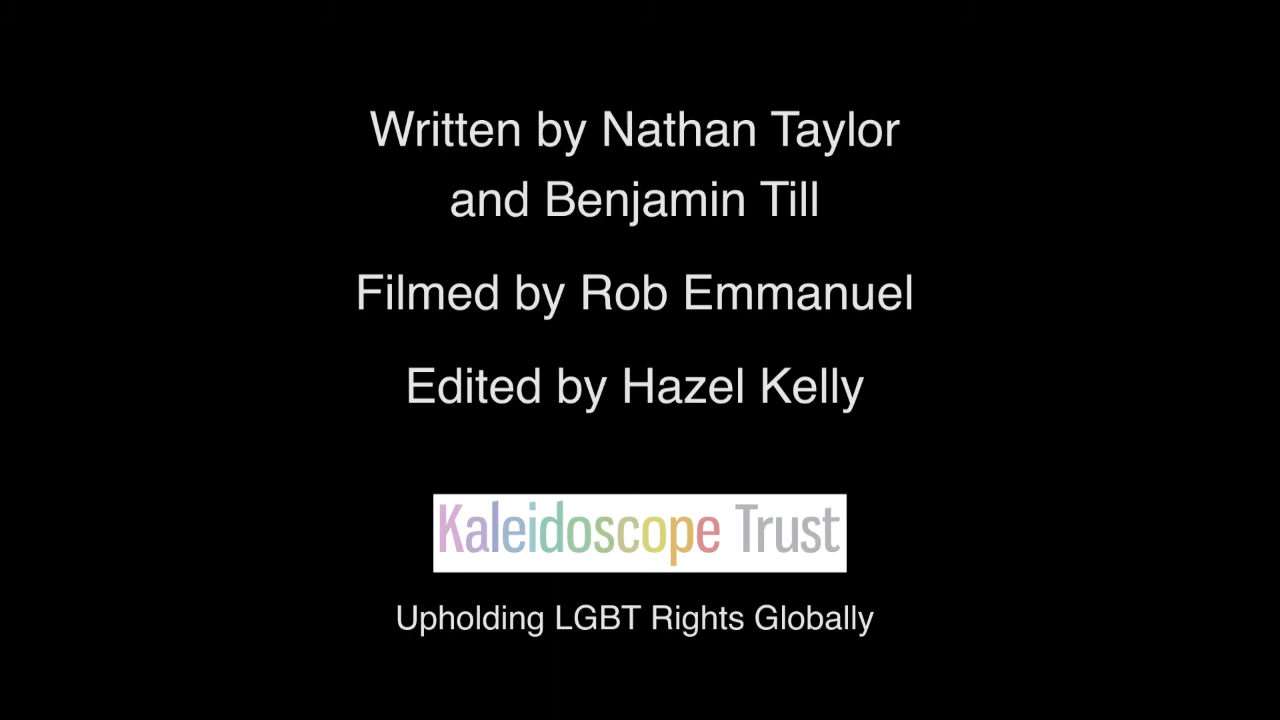 Written by Nathan Taylor
and Benjamin Till
Filmed by Rob Emmanuel
Edited by Hazel Kelly
Kaleidoscope Trust
Upholding LGBT Rights Globally